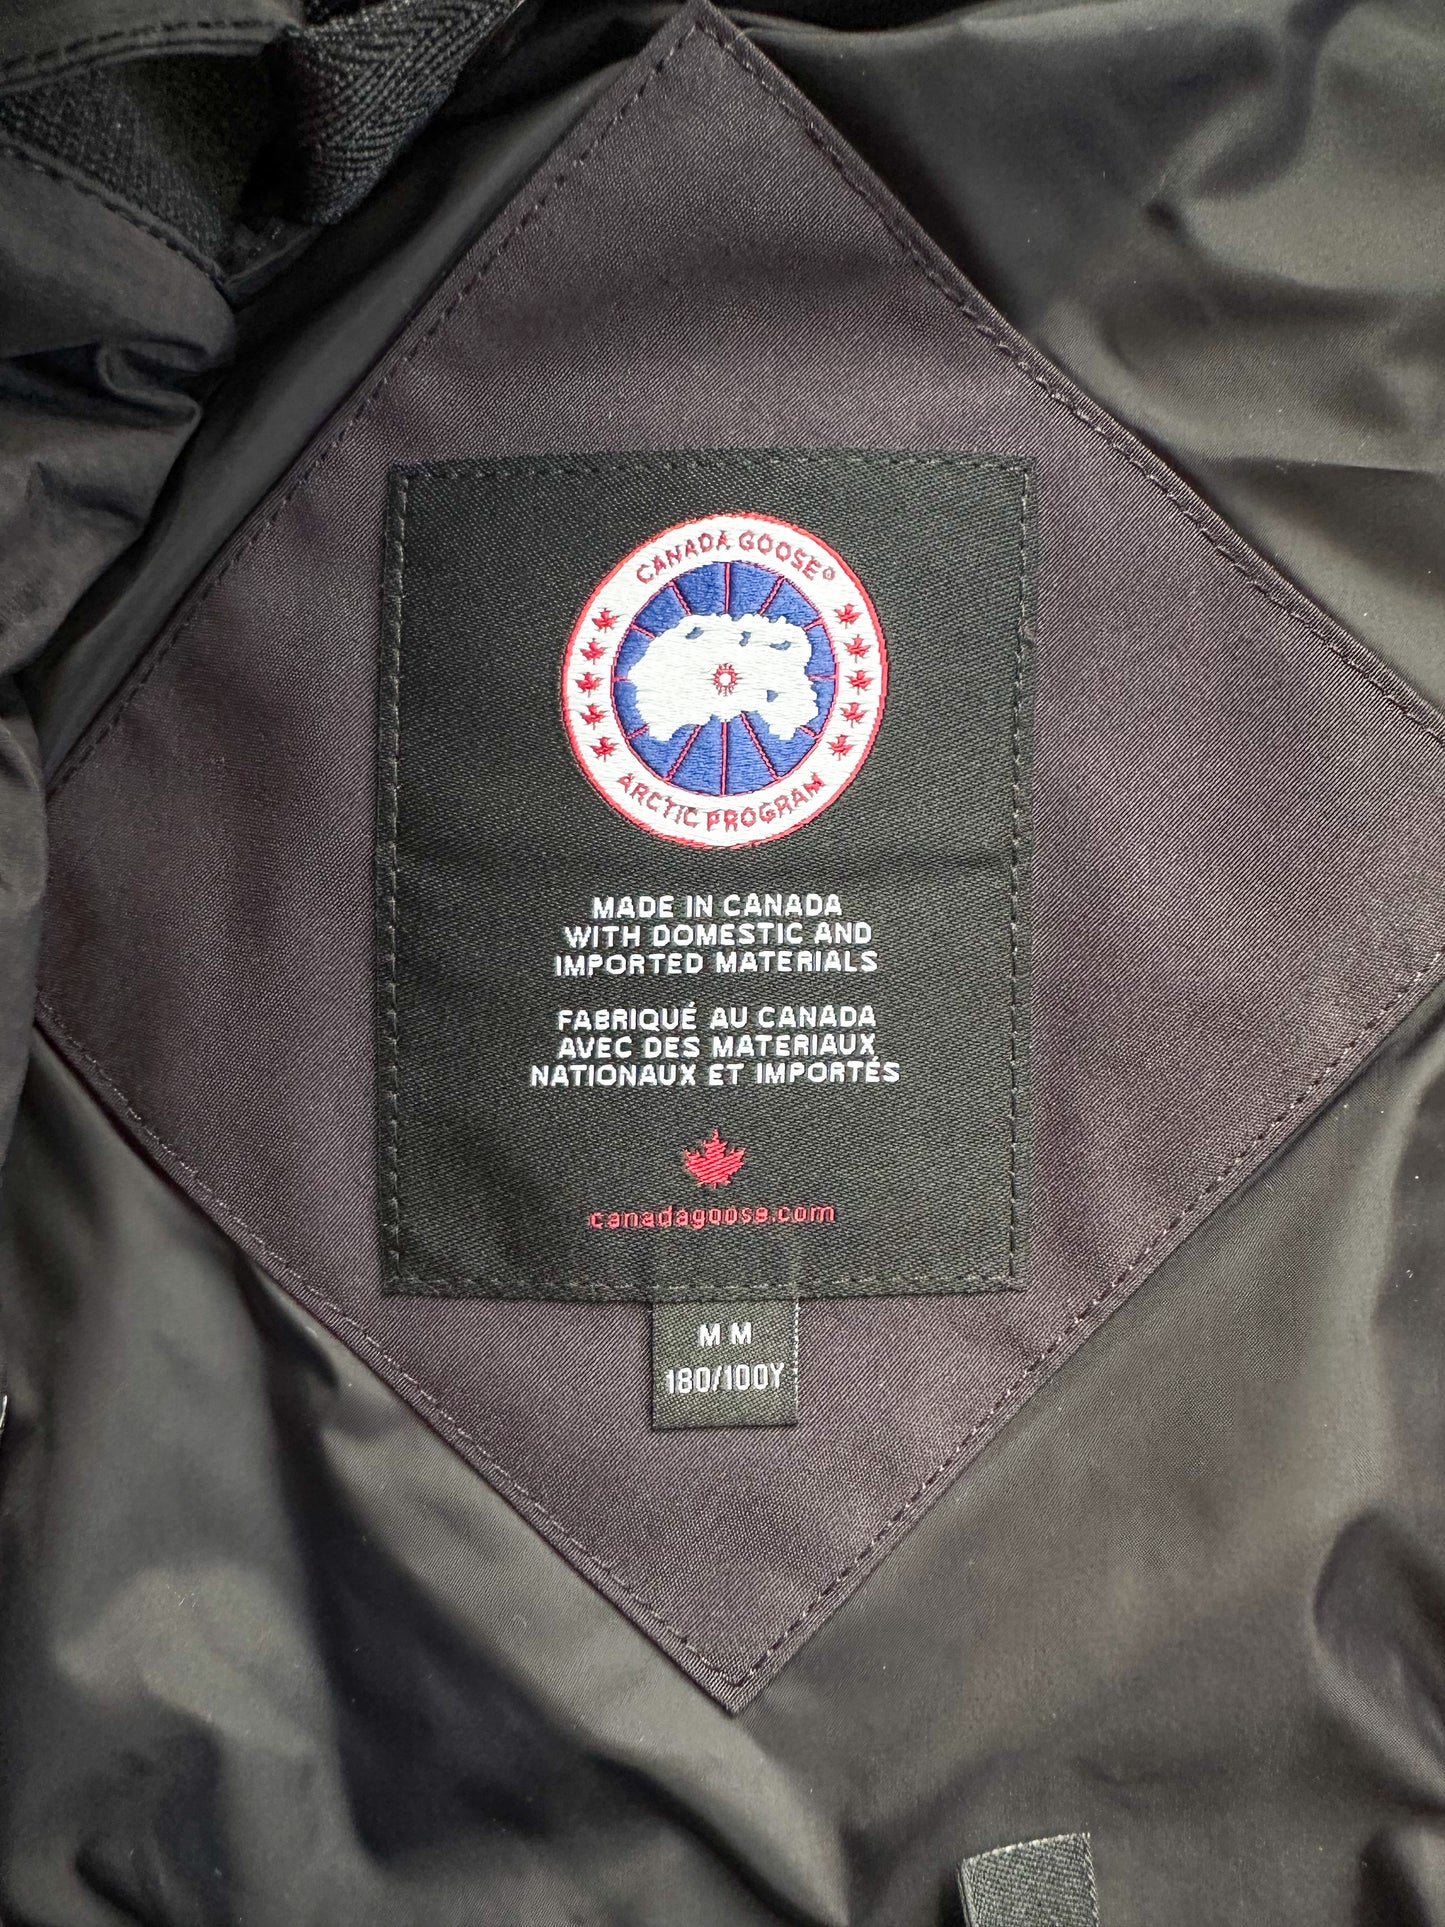 CANADA GOOSE®
ARCTIC PROGRAM
MADE IN CANADA
WITH DOMESTIC AND
IMPORTED MATERIALS
FABRIQUÉ AU CANADA
AVEC DES MATERIAUX
NATIONAUX ET IMPORTÉS
canadagoose.com
M M
180/100Y